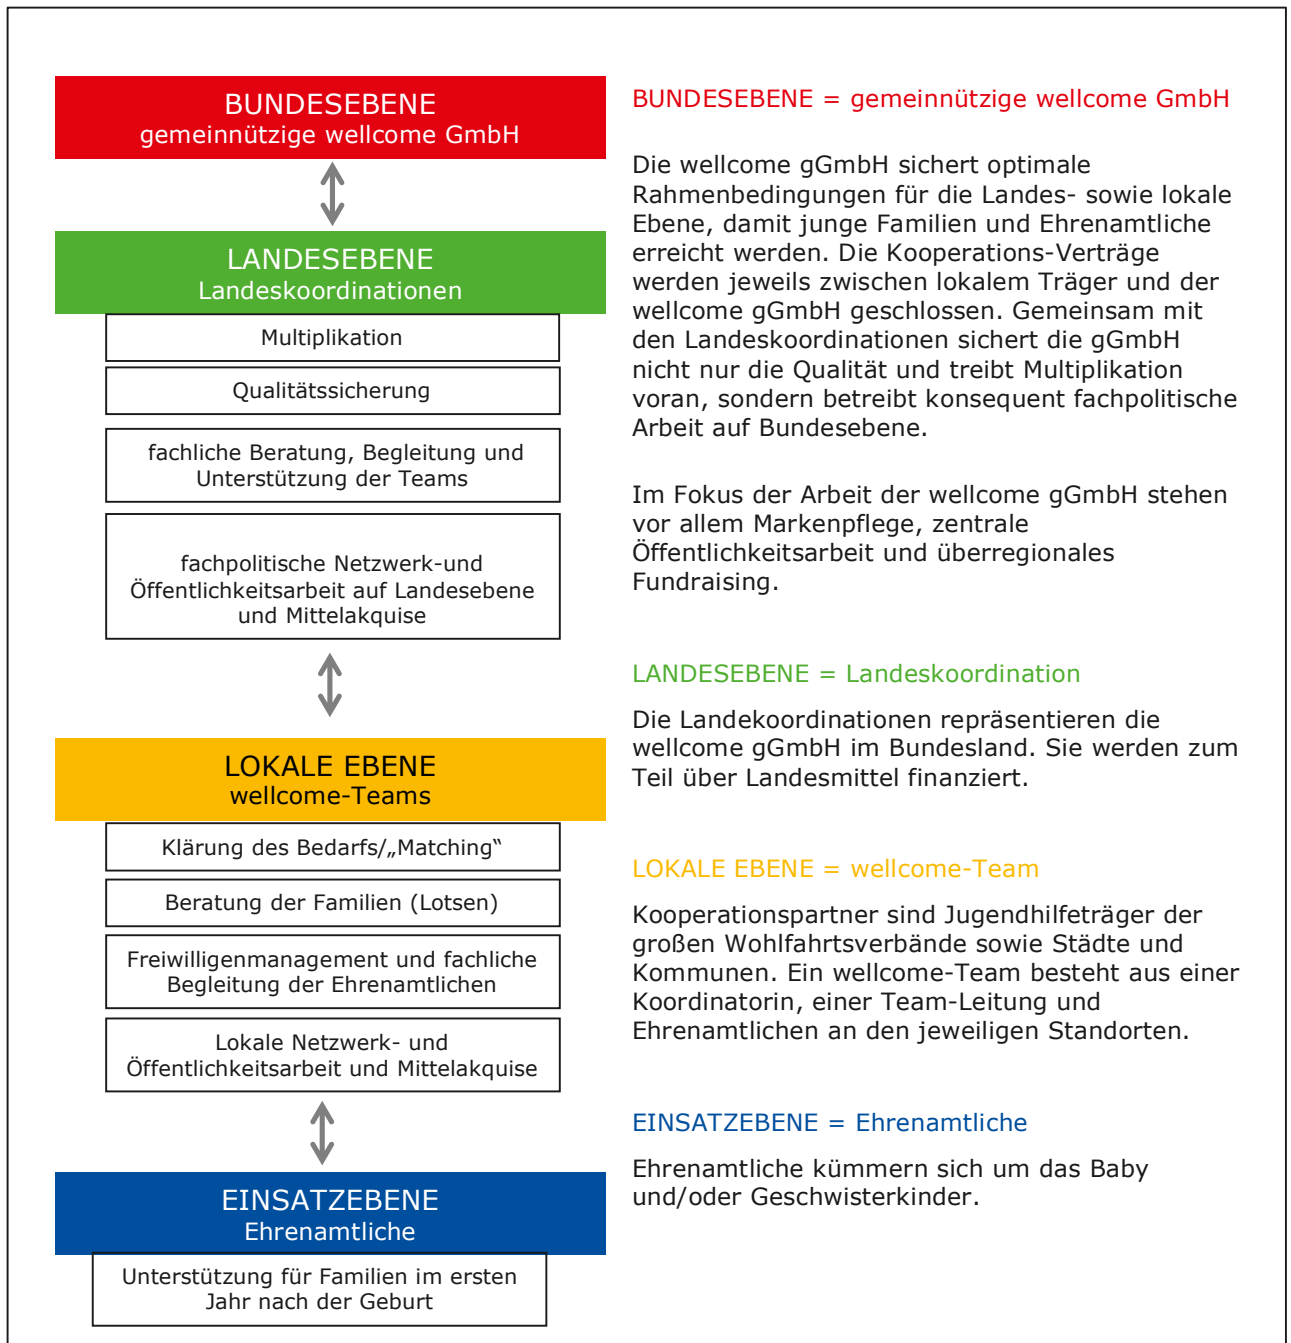 BUNDESEBENE
gemeinnützige wellcome GmbH
LANDESEBENE
Landeskoordinationen
Multiplikation
Qualitätssicherung
fachliche Beratung, Begleitung und
Unterstützung der Teams
fachpolitische Netzwerk-und
Öffentlichkeitsarbeit auf Landesebene
und Mittelakquise
LOKALE EBENE
wellcome-Teams
Klärung des Bedarfs/„Matching“
Beratung der Familien (Lotsen)
Freiwilligenmanagement und fachliche
Begleitung der Ehrenamtlichen
Lokale Netzwerk- und
Öffentlichkeitsarbeit und Mittelakquise
EINSATZEBENE
Ehrenamtliche
Unterstützung für Familien im ersten
Jahr nach der Geburt
BUNDESEBENE = gemeinnützige wellcome GmbH
Die wellcome gGmbH sichert optimale
Rahmenbedingungen für die Landes- sowie lokale
Ebene, damit junge Familien und Ehrenamtliche
erreicht werden. Die Kooperations-Verträge
werden jeweils zwischen lokalem Träger und der
wellcome gGmbH geschlossen. Gemeinsam mit
den Landeskoordinationen sichert die gGmbH
nicht nur die Qualität und treibt Multiplikation
voran, sondern betreibt konsequent fachpolitische
Arbeit auf Bundesebene.
Im Fokus der Arbeit der wellcome gGmbH stehen
vor allem Markenpflege, zentrale
Öffentlichkeitsarbeit und überregionales
Fundraising.
LANDESEBENE = Landeskoordination
Die Landekoordinationen repräsentieren die
wellcome gGmbH im Bundesland. Sie werden zum
Teil über Landesmittel finanziert.
LOKALE EBENE = wellcome-Team
Kooperationspartner sind Jugendhilfeträger der
großen Wohlfahrtsverbände sowie Städte und
Kommunen. Ein wellcome-Team besteht aus einer
Koordinatorin, einer Team-Leitung und
Ehrenamtlichen an den jeweiligen Standorten.
EINSATZEBENE = Ehrenamtliche
Ehrenamtliche kümmern sich um das Baby
und/oder Geschwisterkinder.